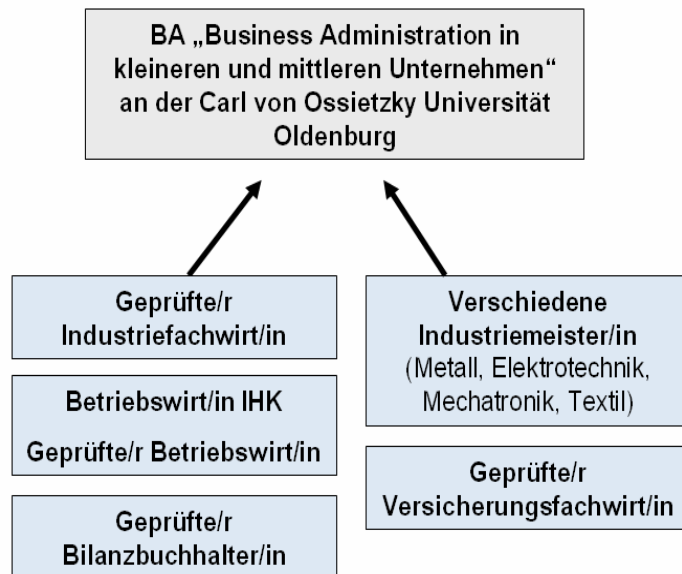 BA „Business Administration in
kleineren und mittleren Unternehmen“
an der Carl von Ossietzky Universität
Oldenburg
Geprüfte/r
Industriefachwirt/in
Betriebswirt/in IHK
Geprüfte/r Betriebswirt/in
Geprüfte/r
Bilanzbuchhalter/in
Verschiedene
Industriemeister/in
(Metall, Elektrotechnik,
Mechatronik, Textil)
Geprüfte/r
Versicherungsfachwirt/in